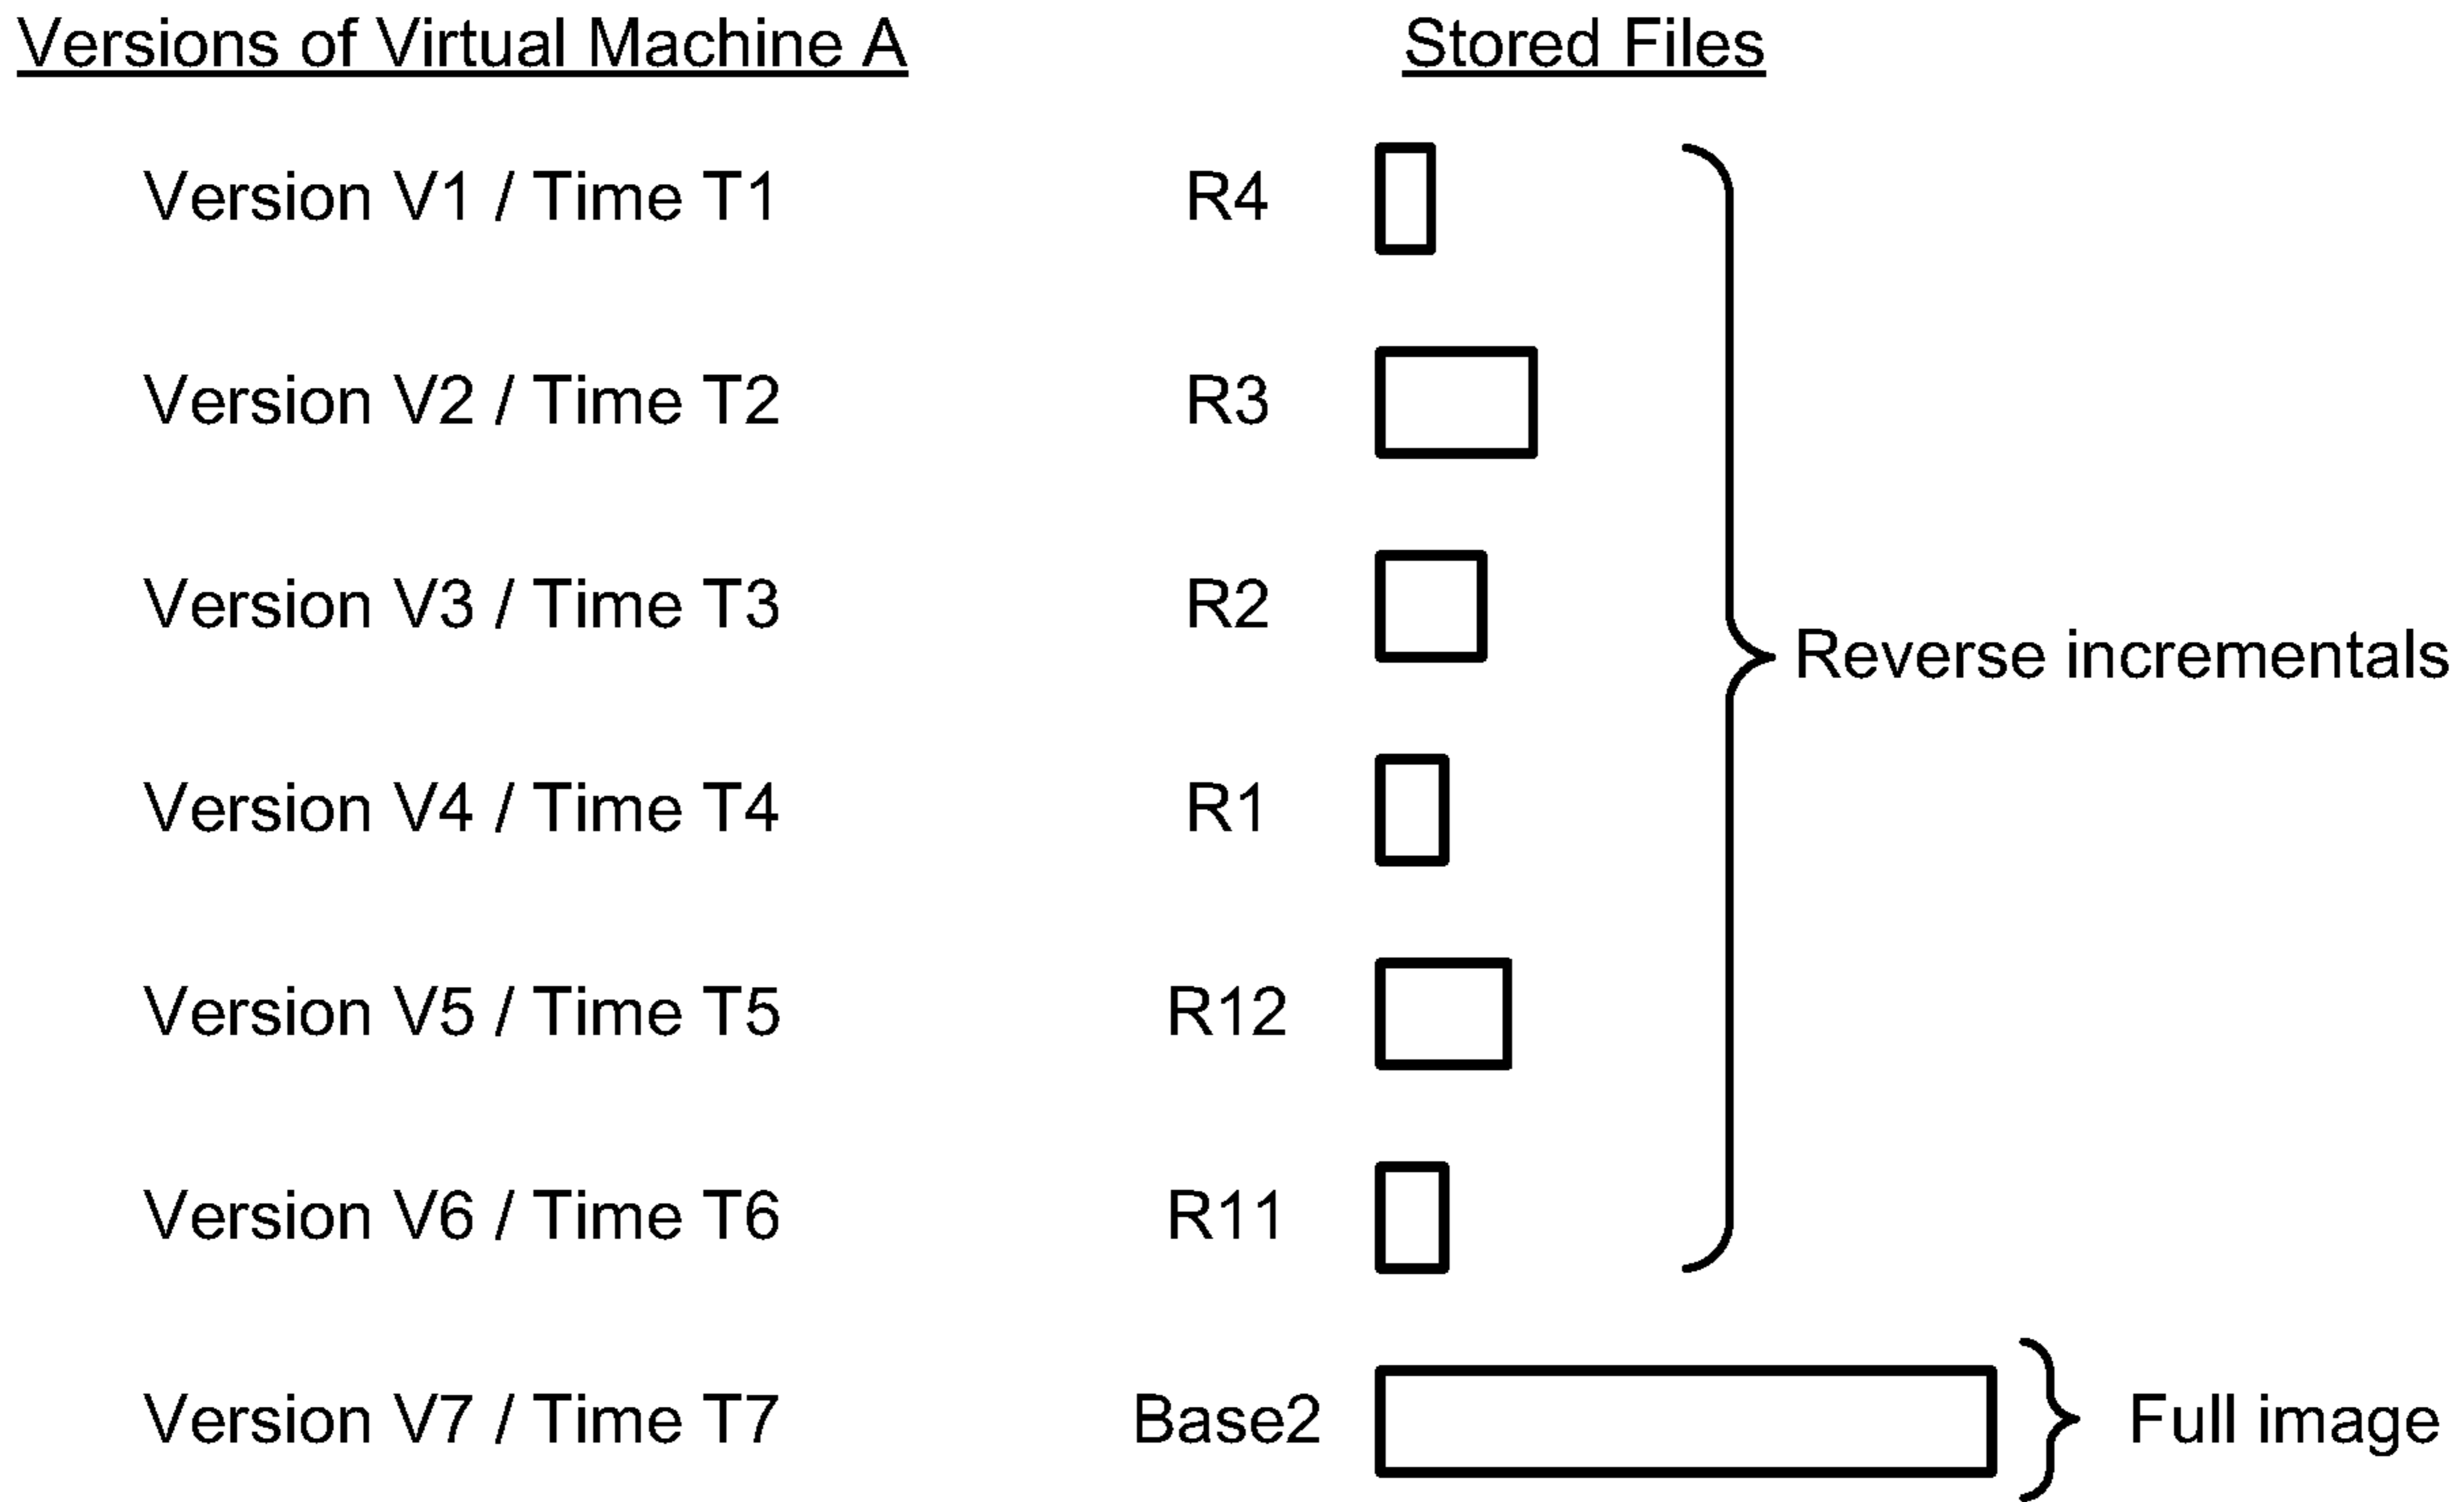 Versions of Virtual Machine A Stored Files
Version V1 / Time T1 R4
Version V2 / Time T2 R3
Version V3 / Time T3 R2
Reverse incrementals
Version V4 / Time T4 R1
Version V5 / Time T5 R12
Version V6 / Time T6 R11
Version V7 / Time T7 Base2 Full image